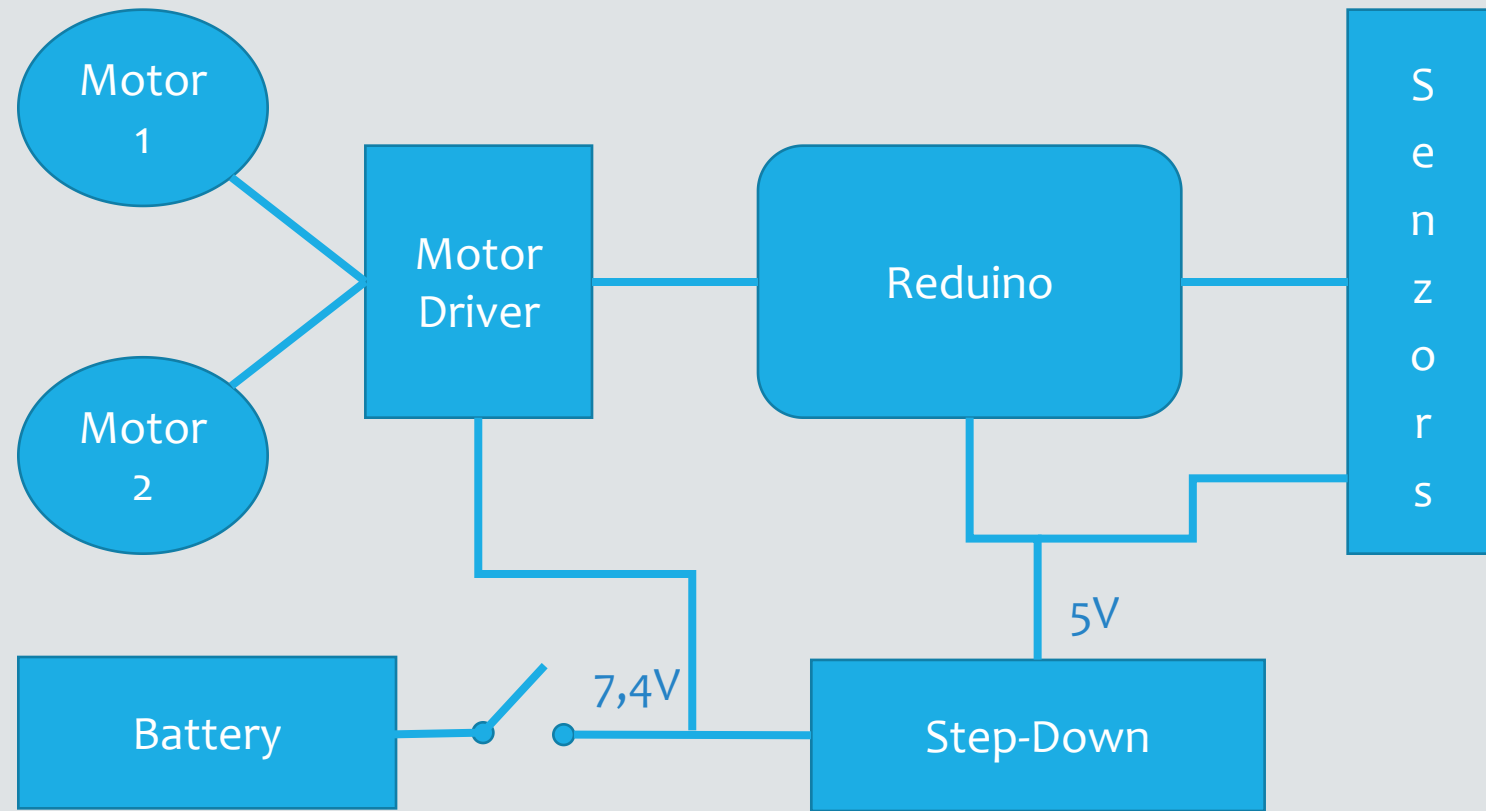 Motor
1
Motor
Driver
Reduino
S
e
n
z
o
r
s
Motor
2
5V
7,4V
Battery
Step-Down